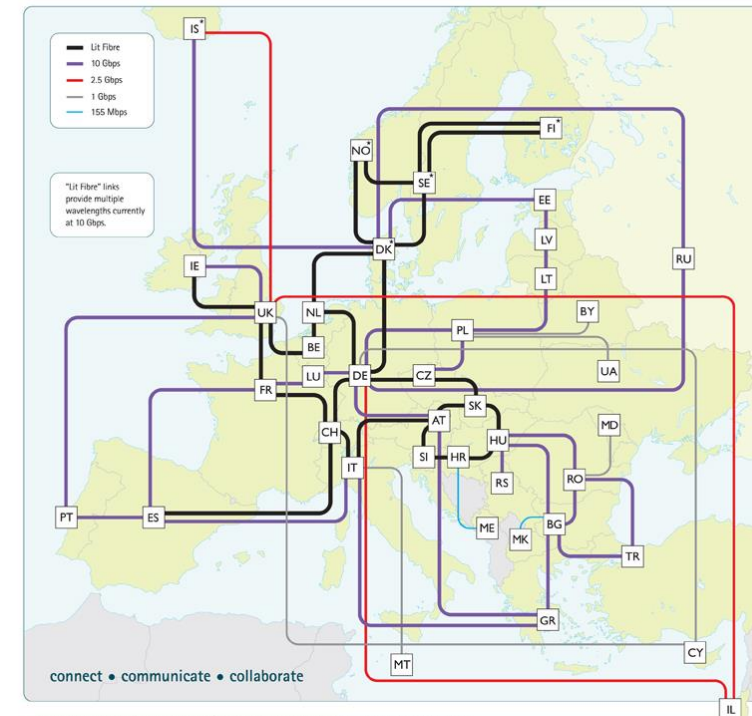 IS*
Lit Fibre
10 Gbps
2.5 Gbps
1 Gbps
155 Mbps
FI*
NO*
SE*
"Lit Fibre" links
provide multiple
wavelengths currently
at 10 Gbps.
EE
LV
DK*
RU
IE
LT
UK
NL
BY
PL
BE
LU
DE
CZ
UA
FR
SK
AT
MD
CH
HU
SI
HR
IT
RS
RO
PT
ES
ME
BG
MK
TR
GR
CY
MT
connect • communicate • collaborate
IL